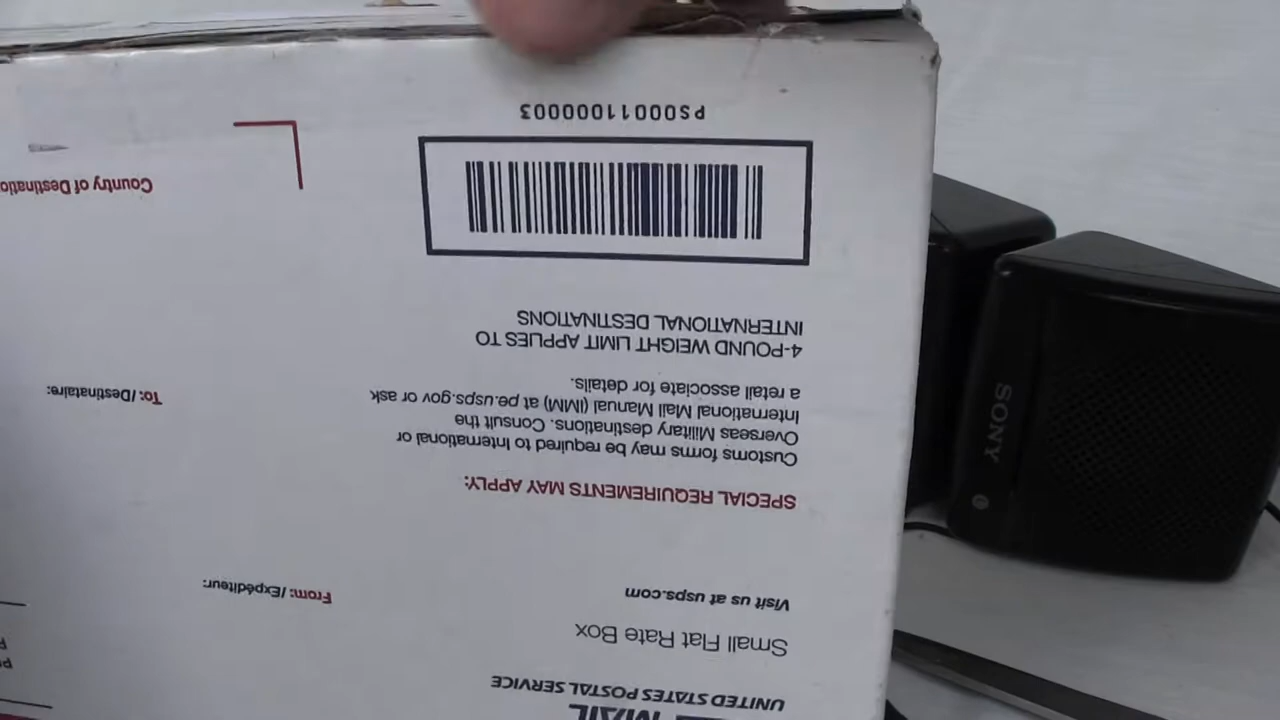 MAIL
UNITED STATES POSTAL SERVICE
Small Flat Rate Box
Visit us at usps.com
From: /Expéditeur:
SPECIAL REQUIREMENTS MAY APPLY:
Customs forms may be required to International or
Overseas Military destinations. Consult the
International Mail Manual (IMM) at pe.usps.gov or ask
a retail associate for details.
To: /Destinataire:
4-POUND WEIGHT LIMIT APPLIES TO
INTERNATIONAL DESTINATIONS
Country of Destinatio
PS00011000003
SONY